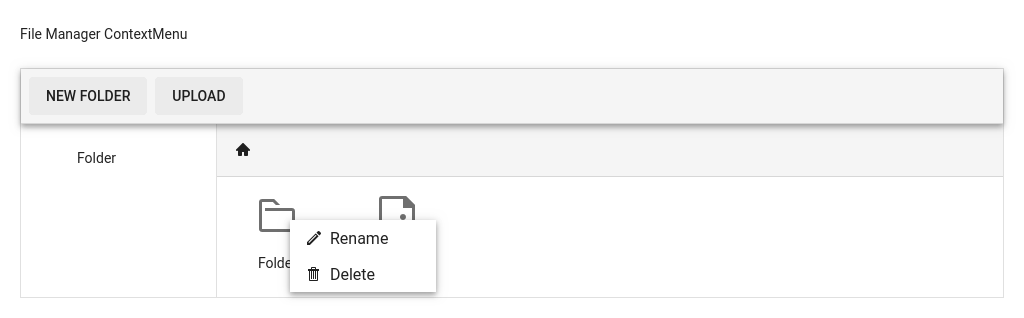 File Manager ContextMenu
NEW FOLDER UPLOAD
Folder
Rename
Folde
Delete